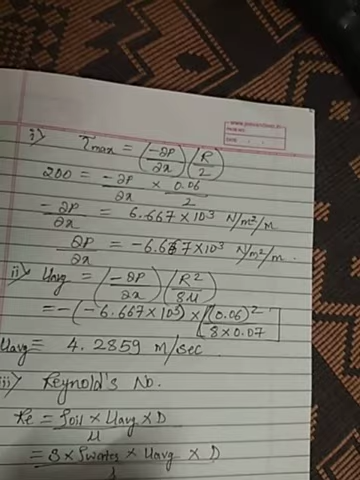 i) τmax = (-∂P/∂x) (R/2)
200 = -∂P/∂x × 0.06/2
-∂P/∂x = 6.667 × 10³ N/m²/m
∂P/∂x = -6.667 × 10³ N/m²/m.
ii) Uavg = (-∂P/∂x) (R²/8μ)
= -(-6.667 × 10³) × [(0.06)²/8 × 0.07]
Uavg = 4.2859 m/sec
iii) Reynold's No.
Re = ρoil × Uavg × D / μ
= S × ρwater × Uavg × D